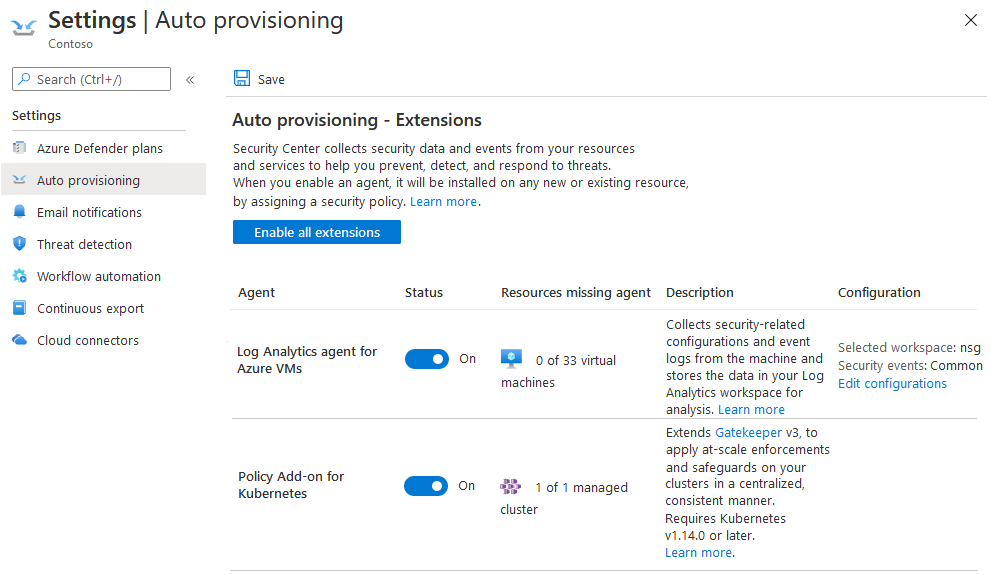 Settings | Auto provisioning
Contoso
Search (Ctrl+/)
«
Save
Settings
Azure Defender plans
Auto provisioning
Email notifications
Threat detection
Workflow automation
Continuous export
Cloud connectors
Auto provisioning - Extensions
Security Center collects security data and events from your resources
and services to help you prevent, detect, and respond to threats.
When you enable an agent, it will be installed on any new or existing resource,
by assigning a security policy. Learn more.
Enable all extensions
Agent Status Resources missing agent Description Configuration
Log Analytics agent for
Azure VMs
On
0 of 33 virtual
machines
Collects security-related
configurations and event
logs from the machine and
stores the data in your Log
Analytics workspace for
analysis. Learn more
Selected workspace: nsg
Security events: Common
Edit configurations
Policy Add-on for
Kubernetes
On
1 of 1 managed
cluster
Extends Gatekeeper v3, to
apply at-scale enforcements
and safeguards on your
clusters in a centralized,
consistent manner.
Requires Kubernetes
v1.14.0 or later.
Learn more.